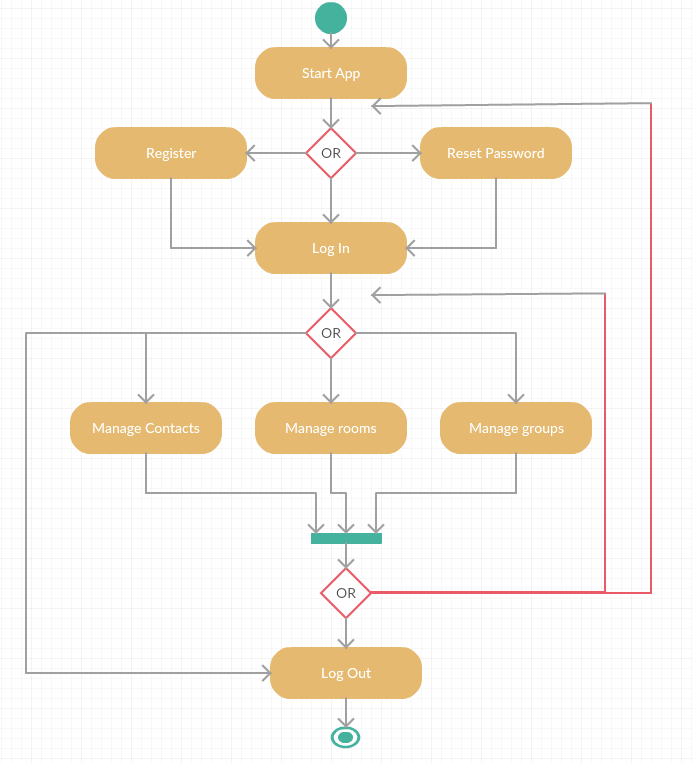 Start App
Register
OR
Reset Password
Log In
OR
Manage Contacts
Manage rooms
Manage groups
OR
Log Out